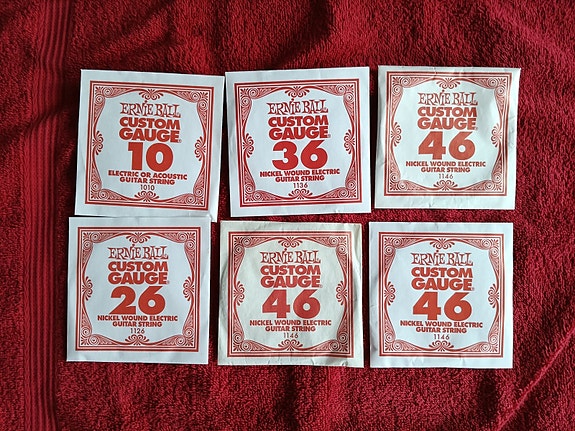 ERNIE BALL
CUSTOM
GAUGE
10
ELECTRIC OR ACOUSTIC
GUITAR STRING
1010
ERNIE BALL
CUSTOM
GAUGE
36
NICKEL WOUND ELECTRIC
GUITAR STRING
1136
ERNIE BALL
CUSTOM
GAUGE
46
NICKEL WOUND ELECTRIC
GUITAR STRING
1146
ERNIE BALL
CUSTOM
GAUGE
26
NICKEL WOUND ELECTRIC
GUITAR STRING
1126
ERNIE BALL
CUSTOM
GAUGE
46
NICKEL WOUND ELECTRIC
GUITAR STRING
1146
ERNIE BALL
CUSTOM
GAUGE
46
NICKEL WOUND ELECTRIC
GUITAR STRING
1146